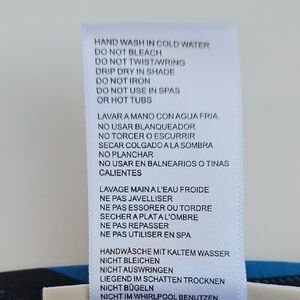 HAND WASH IN COLD WATER
DO NOT BLEACH
DO NOT TWIST/WRING
DRIP DRY IN SHADE
DO NOT IRON
DO NOT USE IN SPAS
OR HOT TUBS
LAVAR A MANO CON AGUA FRIA.
NO USAR BLANQUEADOR
NO TORCER O ESCURRIR
SECAR COLGADO A LA SOMBRA
NO PLANCHAR
NO USAR EN BALNEARIOS O TINAS
CALIENTES
LAVAGE MAIN A L'EAU FROIDE
NE PAS JAVELLISER
NE PAS ESSORER OU TORDRE
SECHER A PLAT A L'OMBRE
NE PAS REPASSER
NE PAS UTILISER EN SPA
HANDWÄSCHE MIT KALTEM WASSER
NICHT BLEICHEN
NICHT AUSWRINGEN
LIEGEND IM SCHATTEN TROCKNEN
NICHT BÜGELN
NICHT IM WHIRLPOOL BENUTZEN